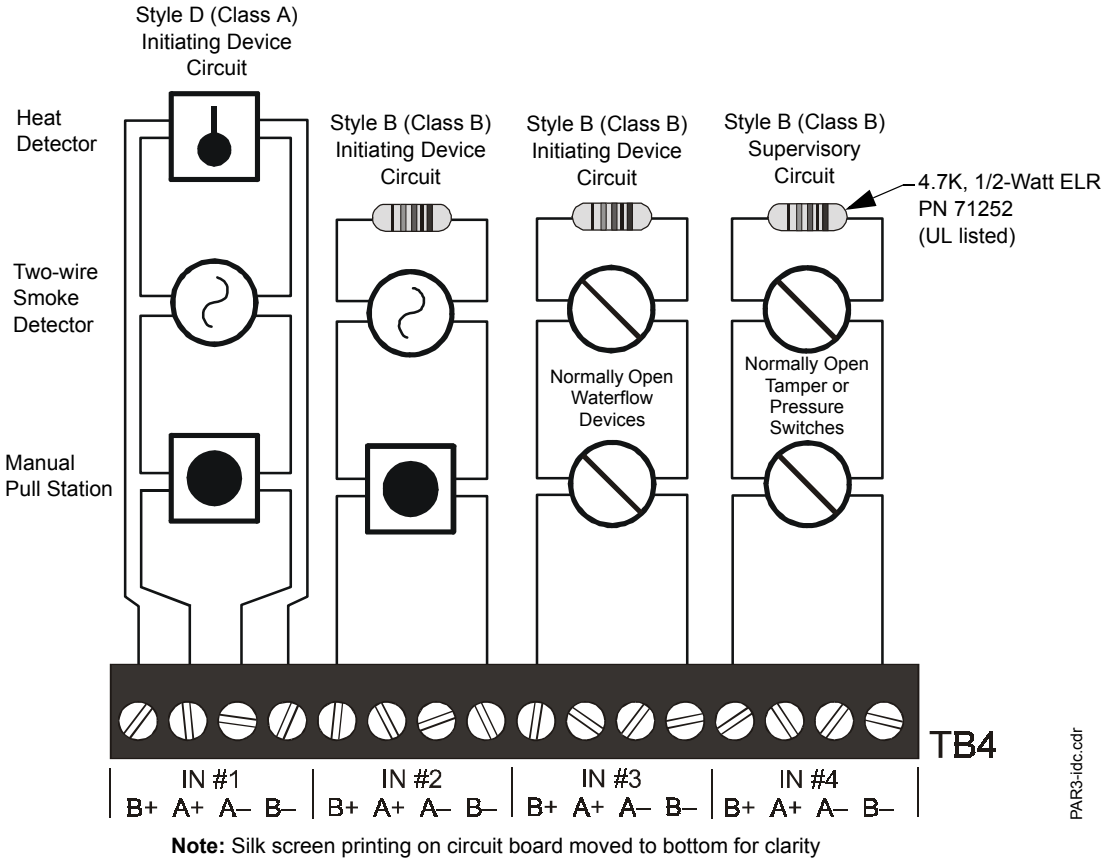 Style D (Class A)
Initiating Device
Circuit
Heat
Detector
Style B (Class B)
Initiating Device
Circuit
Style B (Class B)
Initiating Device
Circuit
Style B (Class B)
Supervisory
Circuit
4.7K, 1/2-Watt ELR
PN 71252
(UL listed)
Two-wire
Smoke
Detector
Normally Open
Waterflow
Devices
Normally Open
Tamper or
Pressure
Switches
Manual
Pull Station
TB4
IN #1 IN #2 IN #3 IN #4
B+ A+ A– B– B+ A+ A– B– B+ A+ A– B– B+ A+ A– B–
PAR3-idc.cdr
Note: Silk screen printing on circuit board moved to bottom for clarity